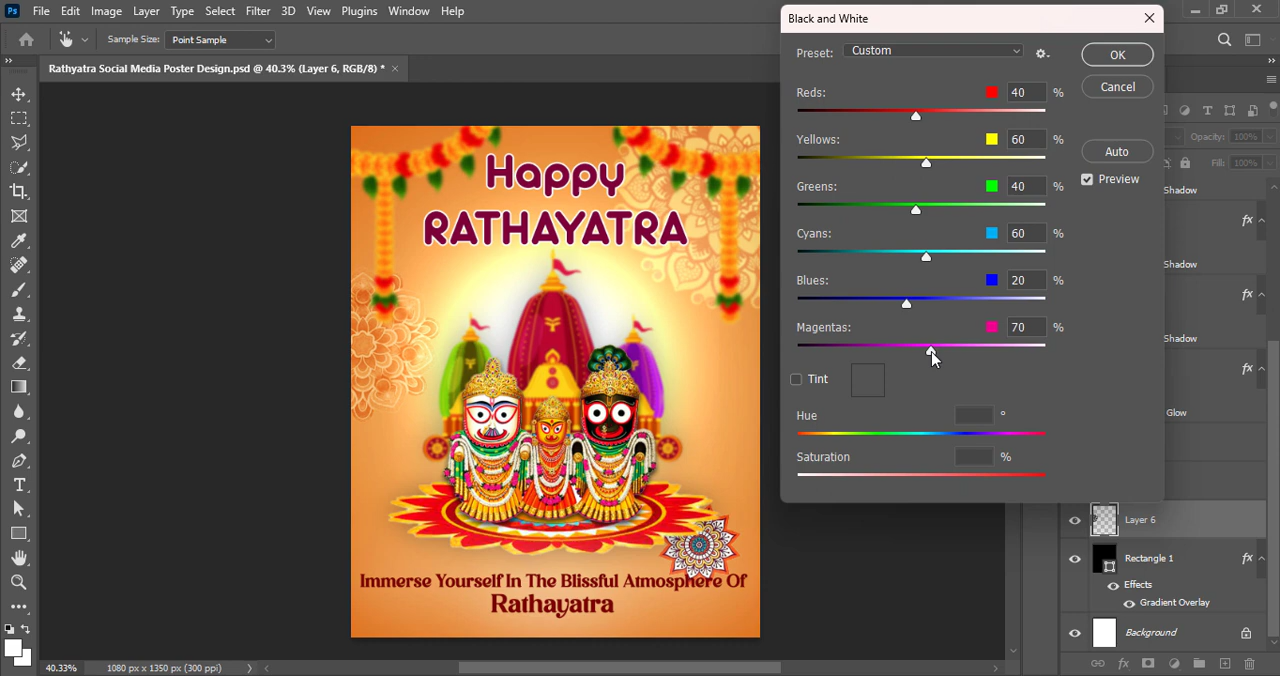 Ps File Edit Image Layer Type Select Filter 3D View Plugins Window Help
Sample Size: Point Sample
Rathyatra Social Media Poster Design.psd @ 40.3% (Layer 6, RGB/8) *
Happy
RATHAYATRA
Immerse Yourself In The Blissful Atmosphere Of
Rathayatra
40.33% 1080 px x 1350 px (300 ppi)
Black and White
Preset: Custom
OK
Cancel
Auto
Preview
Reds: 40 %
Yellows: 60 %
Greens: 40 %
Cyans: 60 %
Blues: 20 %
Magentas: 70 %
Tint
Hue °
Saturation %
Opacity: 100%
Fill: 100%
Shadow
fx
Shadow
fx
Shadow
fx
Glow
Layer 6
Rectangle 1 fx
Effects
Gradient Overlay
Background
fx